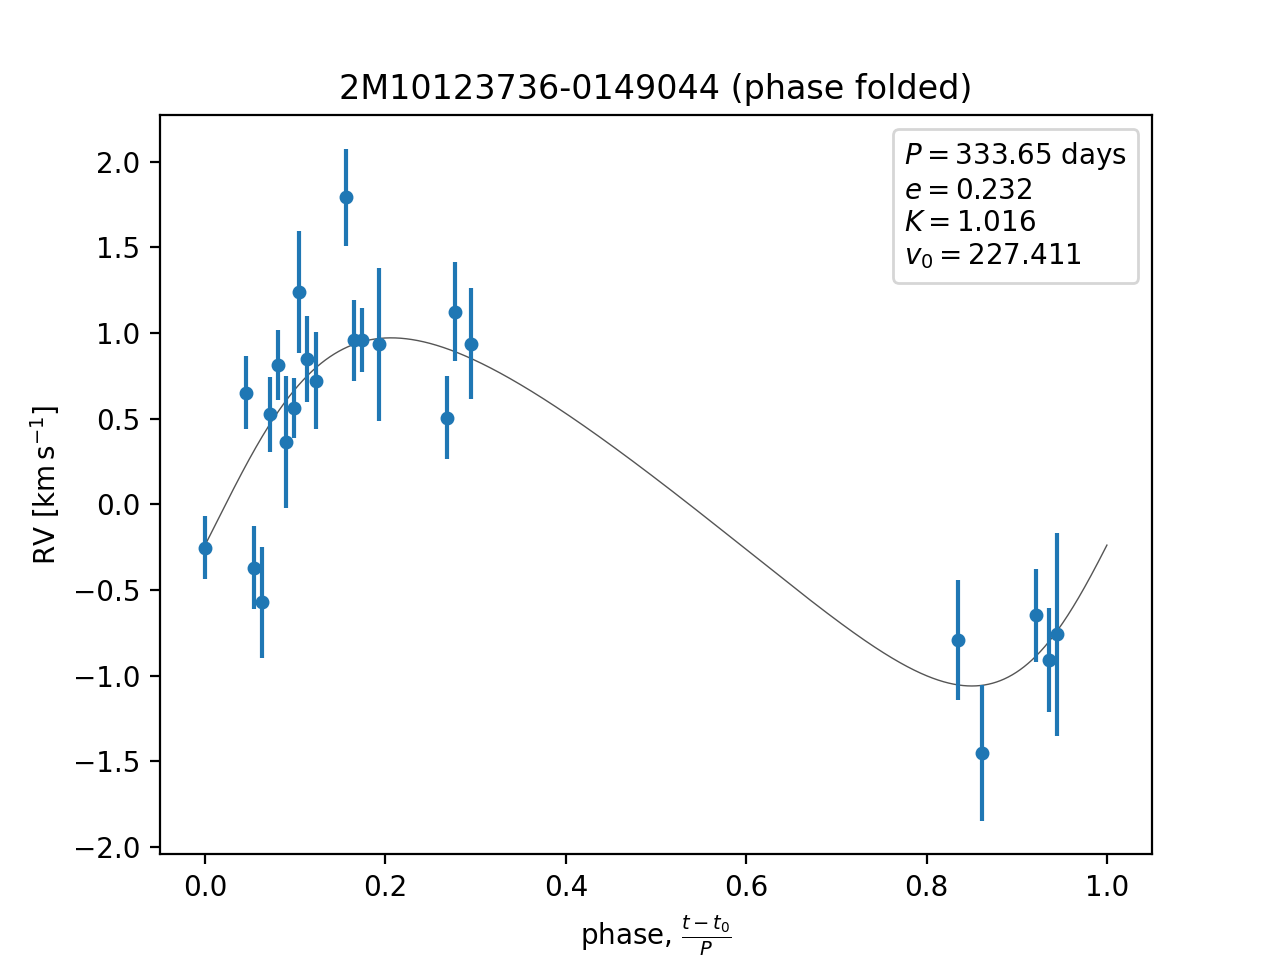 2M10123736-0149044 (phase folded)
P = 333.65 days
e = 0.232
K = 1.016
v₀ = 227.411
2.0
1.5
1.0
0.5
0.0
−0.5
−1.0
−1.5
−2.0
RV [km s⁻¹]
0.0 0.2 0.4 0.6 0.8 1.0
phase, (t − t₀)/P